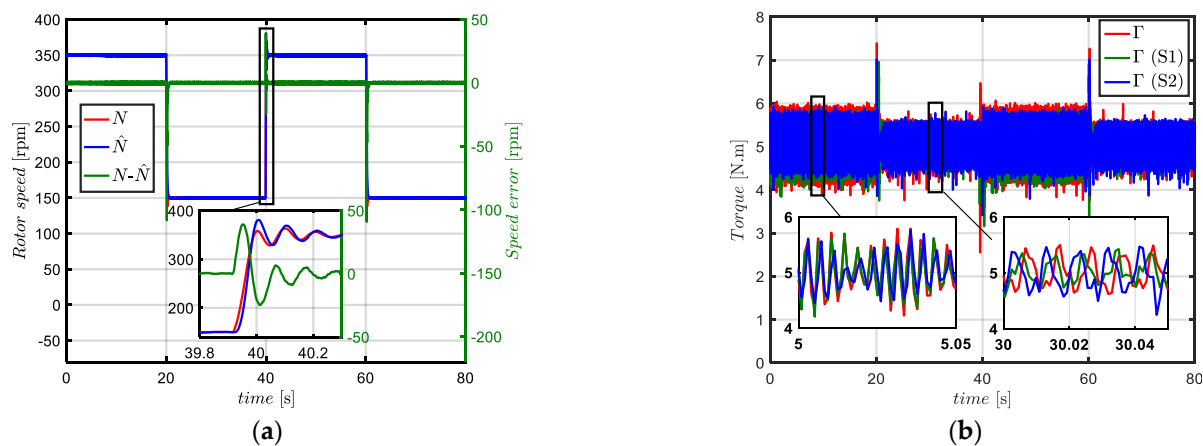 400
350
300
250
200
150
100
50
0
-50
Rotor speed [rpm]
50
0
-50
-100
-150
-200
Speed error [rpm]
N
N̂
N-N̂
400
300
200
50
0
-50
39.8 40 40.2
0 20 40 60 80
time [s]
(a)
8
7
6
5
4
3
2
1
0
Torque [N.m]
Γ
Γ (S1)
Γ (S2)
6
5
4
5 5.05
6
5
4
30 30.02 30.04
0 20 40 60 80
time [s]
(b)